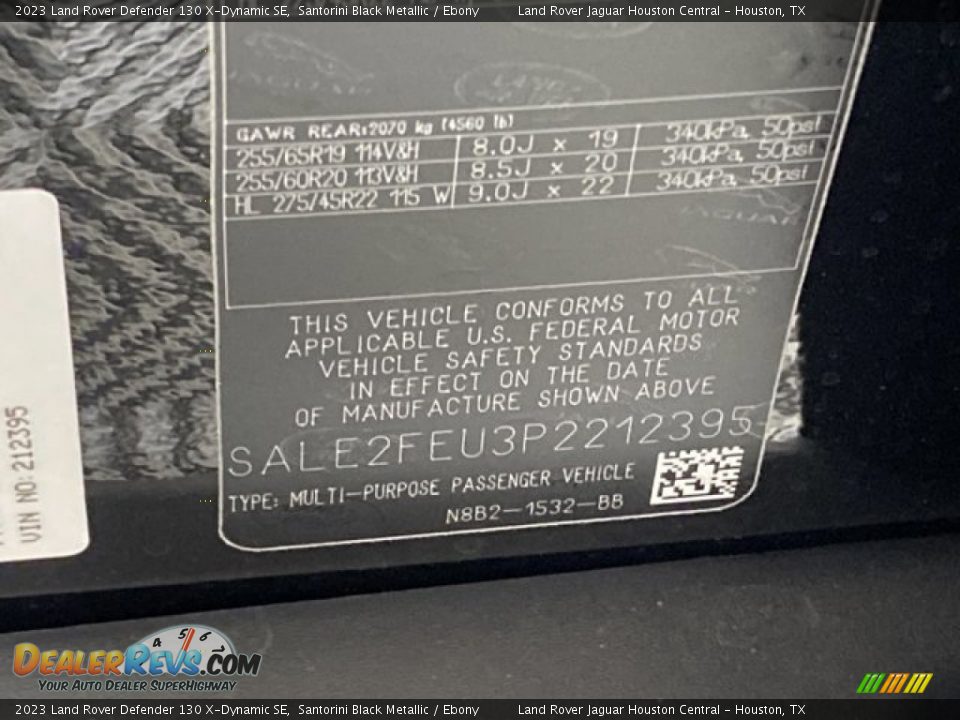 2023 Land Rover Defender 130 X-Dynamic SE, Santorini Black Metallic / Ebony Land Rover Jaguar Houston Central - Houston, TX
GAWR REAR:2070 kg (4560 lb)
255/65R19 114V&H 8.0J x 19 340kPa, 50psi
255/60R20 113V&H 8.5J x 20 340kPa, 50psi
HL 275/45R22 115 W 9.0J x 22 340kPa, 50psi
JAGUAR
THIS VEHICLE CONFORMS TO ALL
APPLICABLE U.S. FEDERAL MOTOR
VEHICLE SAFETY STANDARDS
IN EFFECT ON THE DATE
OF MANUFACTURE SHOWN ABOVE
SALE2FEU3P2212395
TYPE: MULTI-PURPOSE PASSENGER VEHICLE
N8B2-1532-BB
VIN NO: 212395
4 5 6 7
DEALERREVS.COM
YOUR AUTO DEALER SUPERHIGHWAY
2023 Land Rover Defender 130 X-Dynamic SE, Santorini Black Metallic / Ebony Land Rover Jaguar Houston Central - Houston, TX